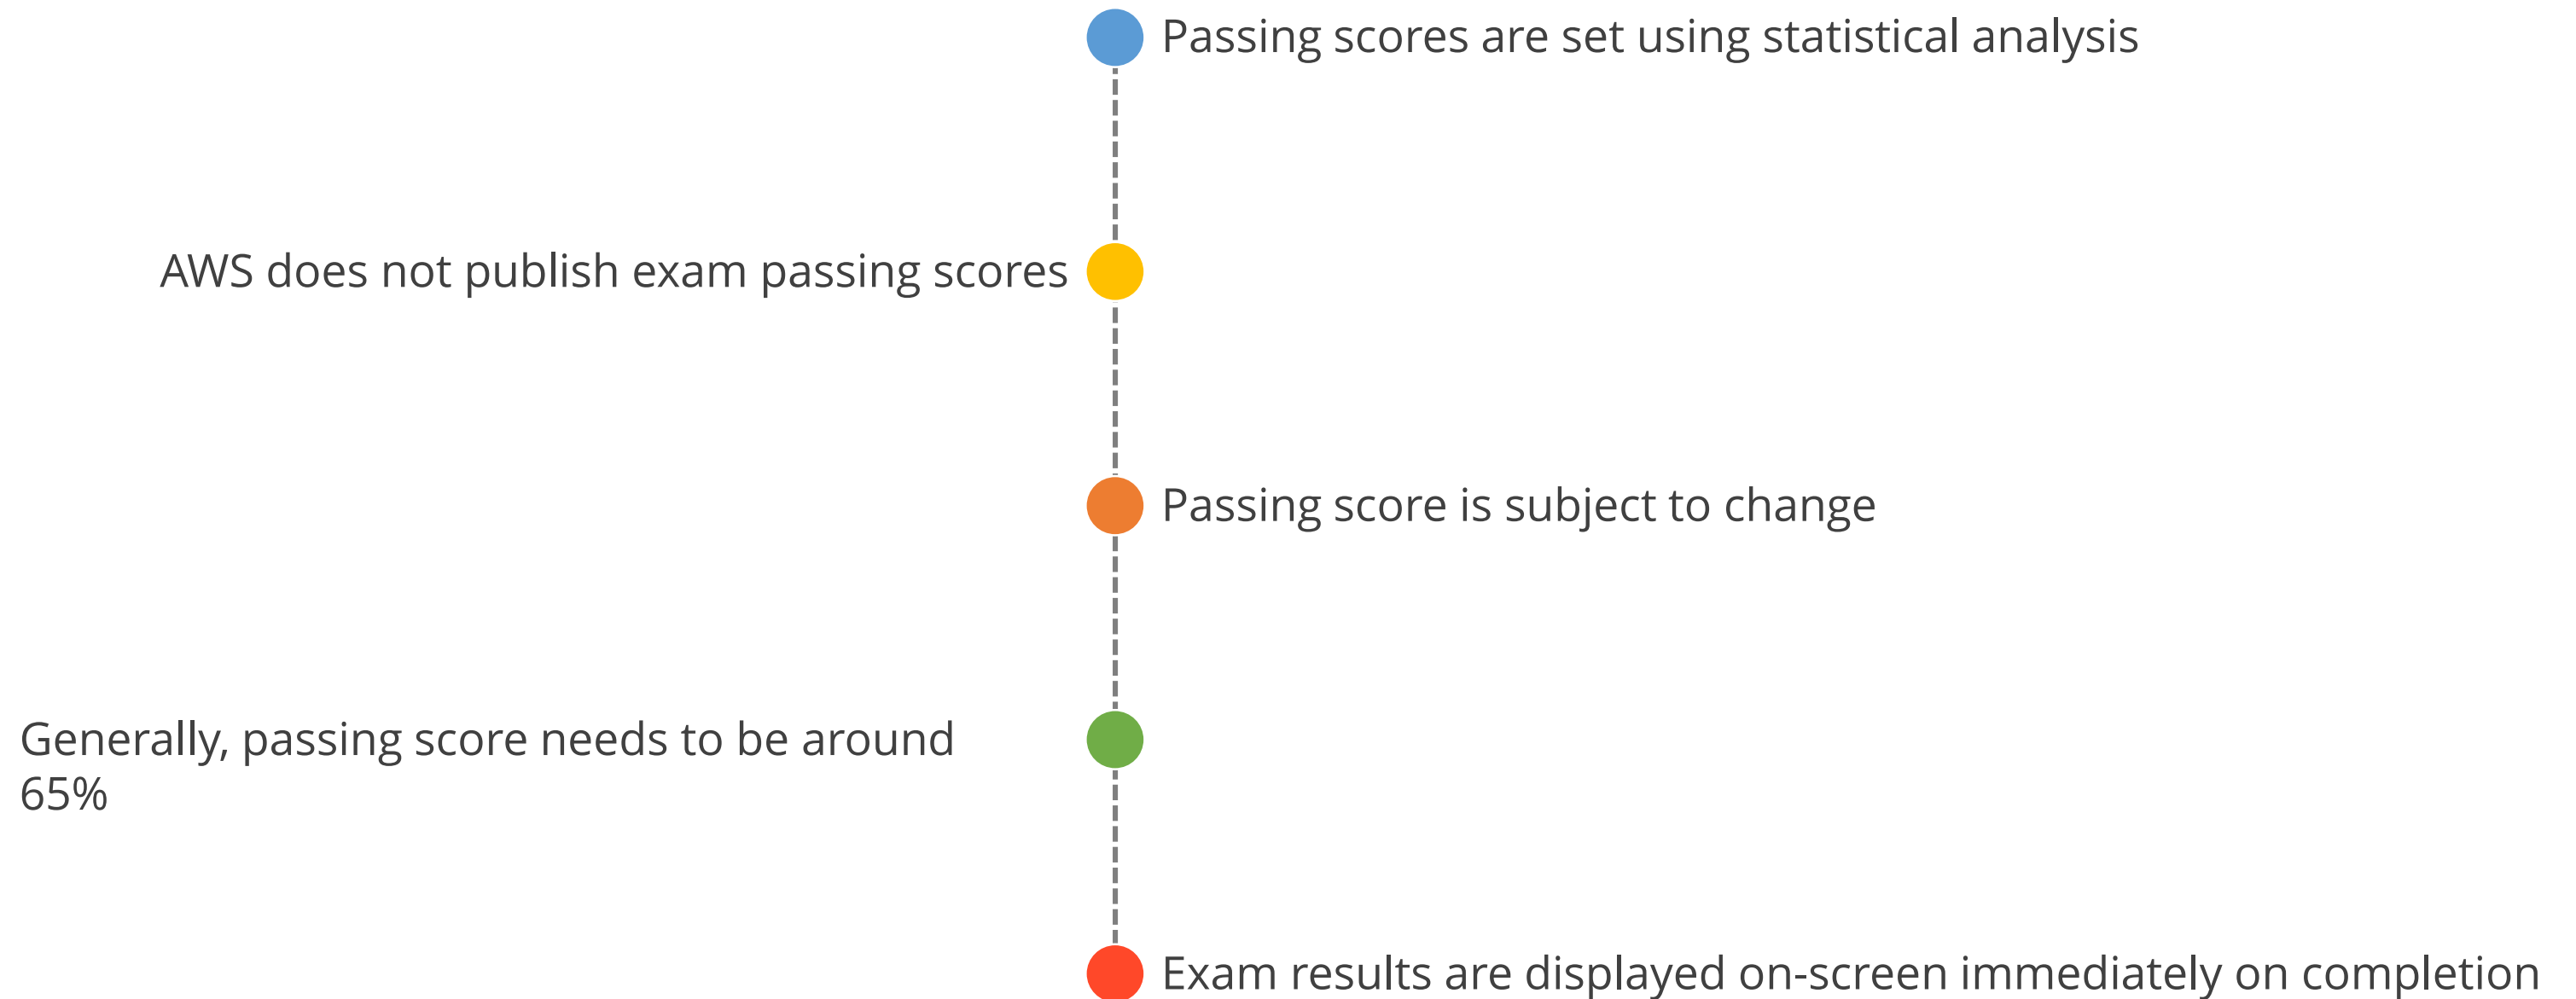 Passing scores are set using statistical analysis
AWS does not publish exam passing scores
Passing score is subject to change
Generally, passing score needs to be around
65%
Exam results are displayed on-screen immediately on completion